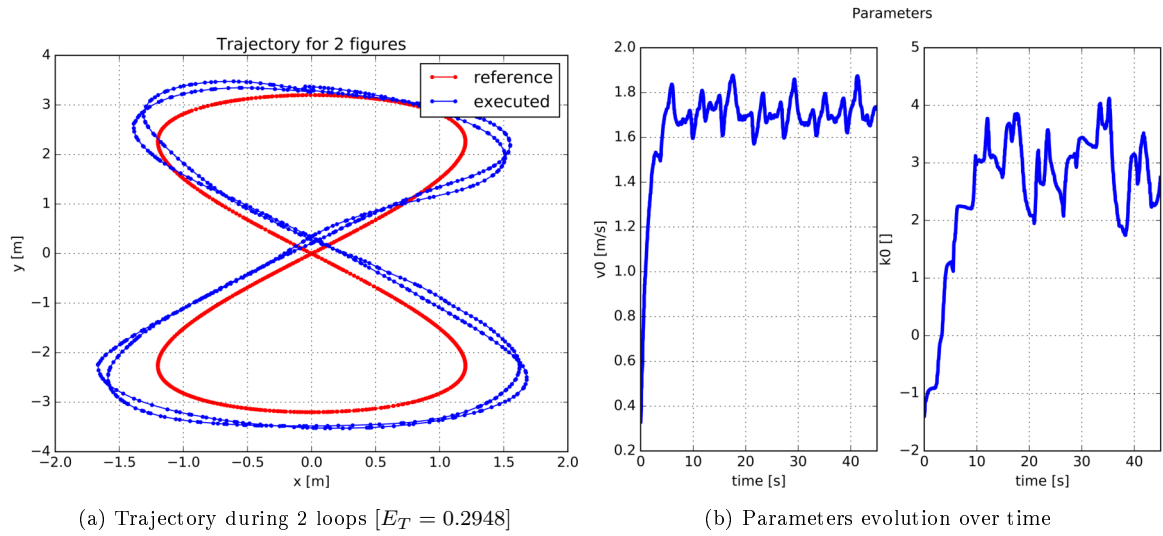 Parameters
Trajectory for 2 figures
reference
executed
4
3
2
1
0
−1
−2
−3
−4
y [m]
−2.0 −1.5 −1.0 −0.5 0.0 0.5 1.0 1.5 2.0
x [m]
2.0
1.8
1.6
1.4
1.2
1.0
0.8
0.6
0.4
0.2
v0 [m/s]
0 10 20 30 40
time [s]
5
4
3
2
1
0
−1
−2
k0 []
0 10 20 30 40
time [s]
(a) Trajectory during 2 loops [E_T = 0.2948]
(b) Parameters evolution over time